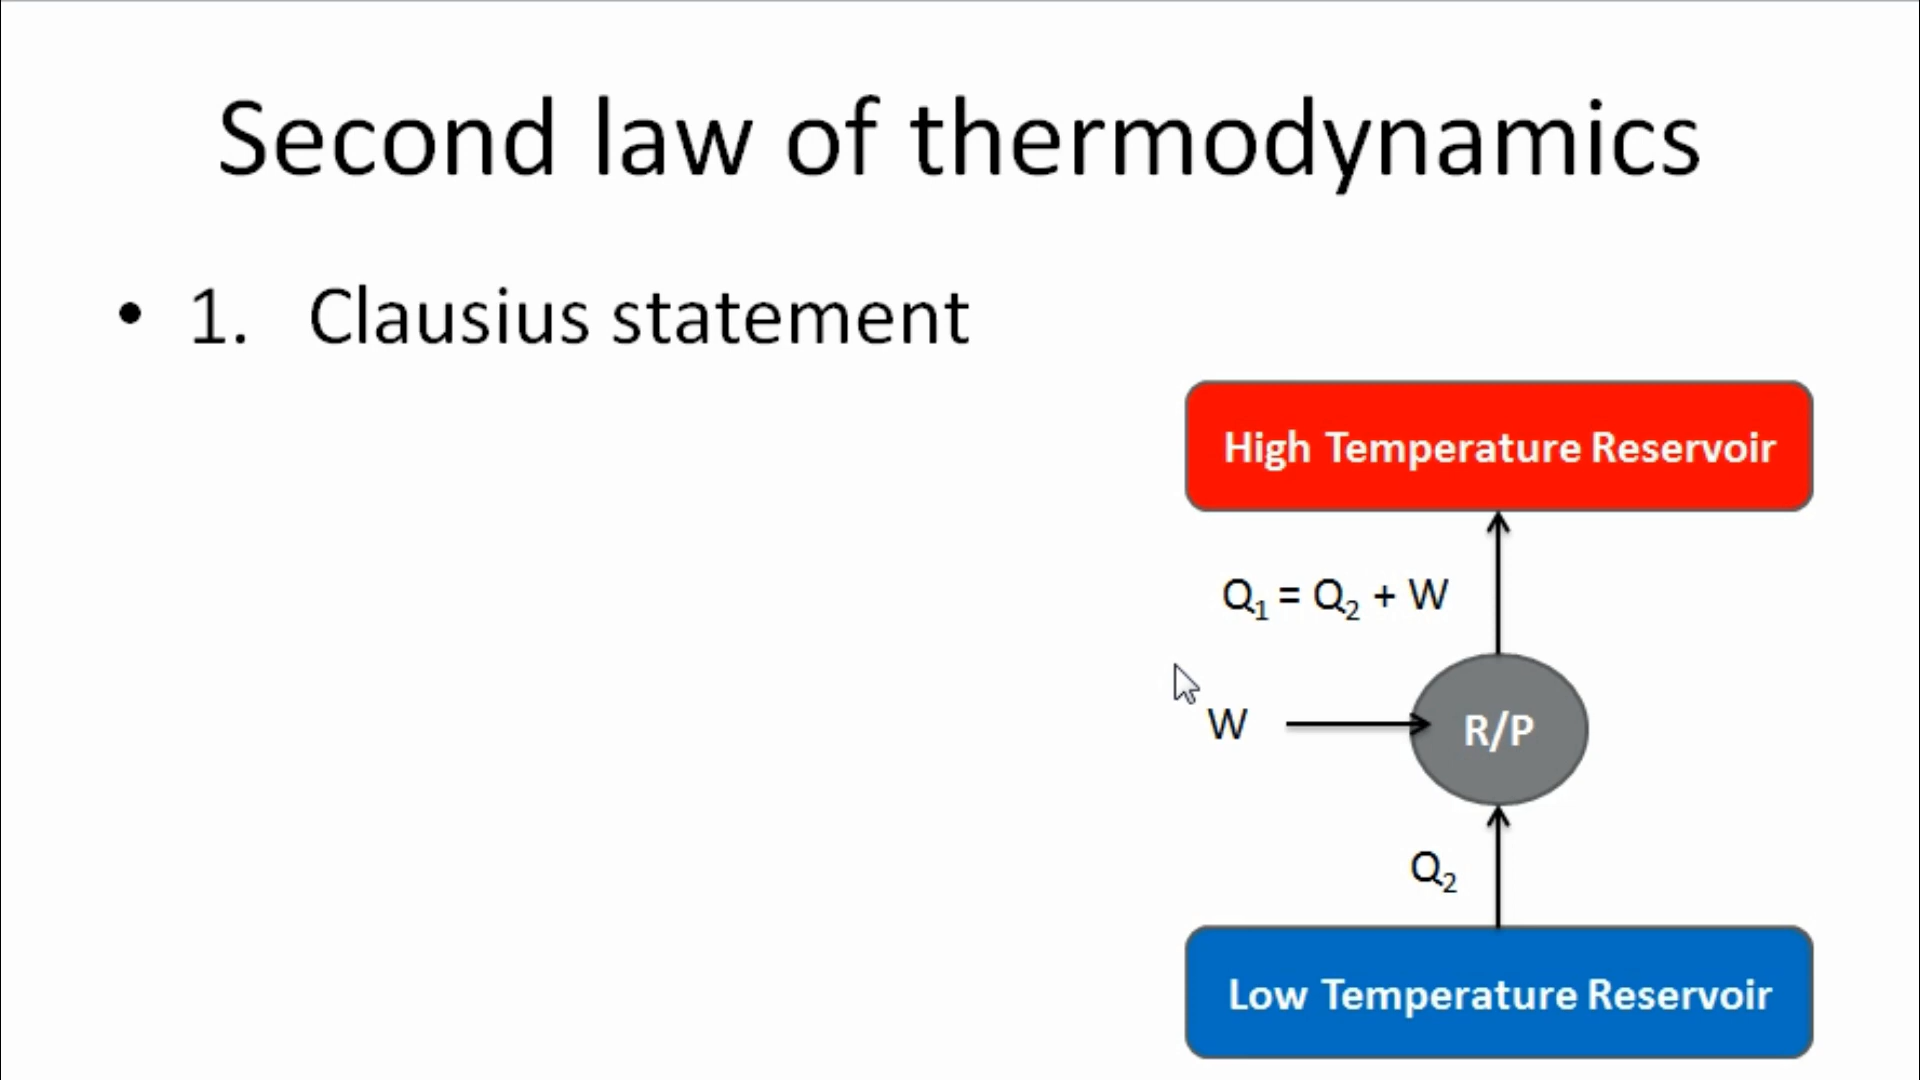 Second law of thermodynamics
• 1. Clausius statement
High Temperature Reservoir
Q₁ = Q₂ + W
W
R/P
Q₂
Low Temperature Reservoir